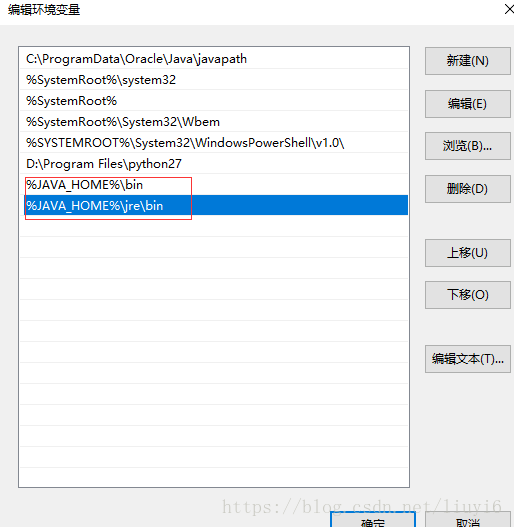 编辑环境变量
C:\ProgramData\Oracle\Java\javapath
%SystemRoot%\system32
%SystemRoot%
%SystemRoot%\System32\Wbem
%SYSTEMROOT%\System32\WindowsPowerShell\v1.0\
D:\Program Files\python27
%JAVA_HOME%\bin
%JAVA_HOME%\jre\bin
新建(N)
编辑(E)
浏览(B)...
删除(D)
上移(U)
下移(O)
编辑文本(T)...
https://blog.csdn.net/liuyi6
确定
取消